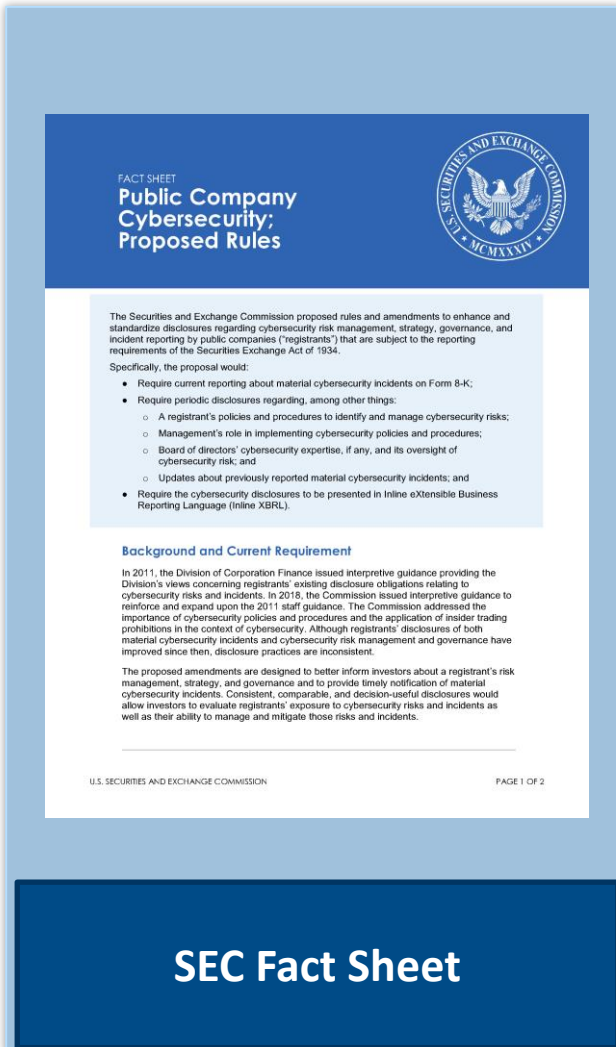 FACT SHEET
Public Company
Cybersecurity;
Proposed Rules
U.S. SECURITIES AND EXCHANGE COMMISSION
MCMXXXIV
The Securities and Exchange Commission proposed rules and amendments to enhance and
standardize disclosures regarding cybersecurity risk management, strategy, governance, and
incident reporting by public companies (“registrants”) that are subject to the reporting
requirements of the Securities Exchange Act of 1934.
Specifically, the proposal would:
● Require current reporting about material cybersecurity incidents on Form 8-K;
● Require periodic disclosures regarding, among other things:
○ A registrant’s policies and procedures to identify and manage cybersecurity risks;
○ Management’s role in implementing cybersecurity policies and procedures;
○ Board of directors’ cybersecurity expertise, if any, and its oversight of
cybersecurity risk; and
○ Updates about previously reported material cybersecurity incidents; and
● Require the cybersecurity disclosures to be presented in Inline eXtensible Business
Reporting Language (Inline XBRL).
Background and Current Requirement
In 2011, the Division of Corporation Finance issued interpretive guidance providing the
Division’s views concerning registrants’ existing disclosure obligations relating to
cybersecurity risks and incidents. In 2018, the Commission issued interpretive guidance to
reinforce and expand upon the 2011 staff guidance. The Commission addressed the
importance of cybersecurity policies and procedures and the application of insider trading
prohibitions in the context of cybersecurity. Although registrants’ disclosures of both
material cybersecurity incidents and cybersecurity risk management and governance have
improved since then, disclosure practices are inconsistent.
The proposed amendments are designed to better inform investors about a registrant’s risk
management, strategy, and governance and to provide timely notification of material
cybersecurity incidents. Consistent, comparable, and decision-useful disclosures would
allow investors to evaluate registrants’ exposure to cybersecurity risks and incidents as
well as their ability to manage and mitigate those risks and incidents.
U.S. SECURITIES AND EXCHANGE COMMISSION
PAGE 1 OF 2
SEC Fact Sheet